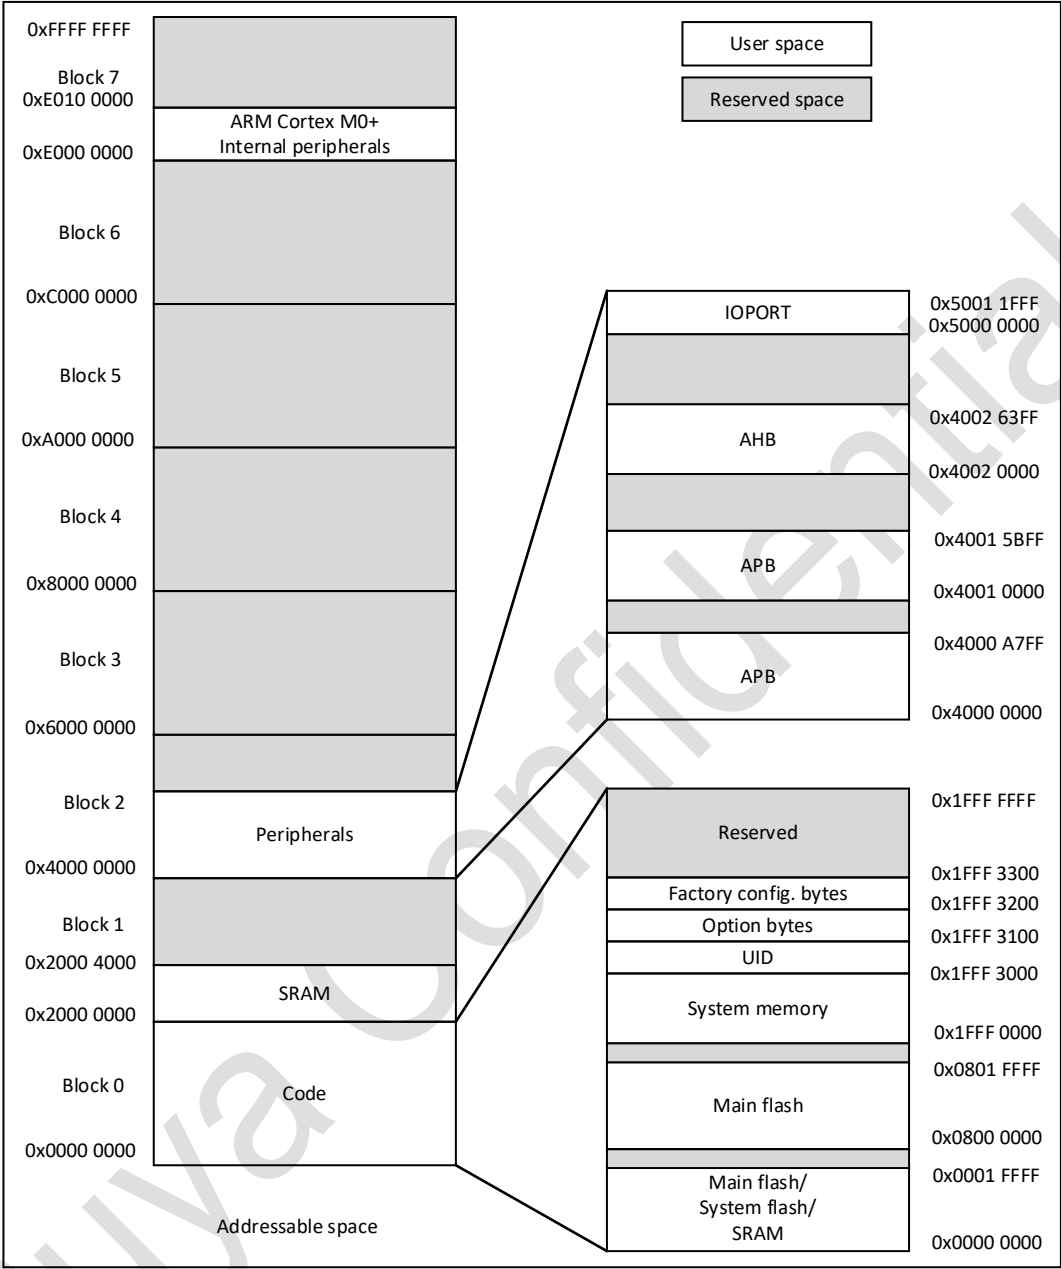 0xFFFF FFFF
Block 7
0xE010 0000
ARM Cortex M0+
Internal peripherals
0xE000 0000
Block 6
0xC000 0000
Block 5
0xA000 0000
Block 4
0x8000 0000
Block 3
0x6000 0000
Block 2
Peripherals
0x4000 0000
Block 1
0x2000 4000
SRAM
0x2000 0000
Block 0
Code
0x0000 0000
Addressable space
User space
Reserved space
IOPORT
0x5001 1FFF
0x5000 0000
0x4002 63FF
AHB
0x4002 0000
0x4001 5BFF
APB
0x4001 0000
0x4000 A7FF
APB
0x4000 0000
0x1FFF FFFF
Reserved
0x1FFF 3300
Factory config. bytes
0x1FFF 3200
Option bytes
0x1FFF 3100
UID
0x1FFF 3000
System memory
0x1FFF 0000
0x0801 FFFF
Main flash
0x0800 0000
0x0001 FFFF
Main flash/
System flash/
SRAM
0x0000 0000
uya Confidential